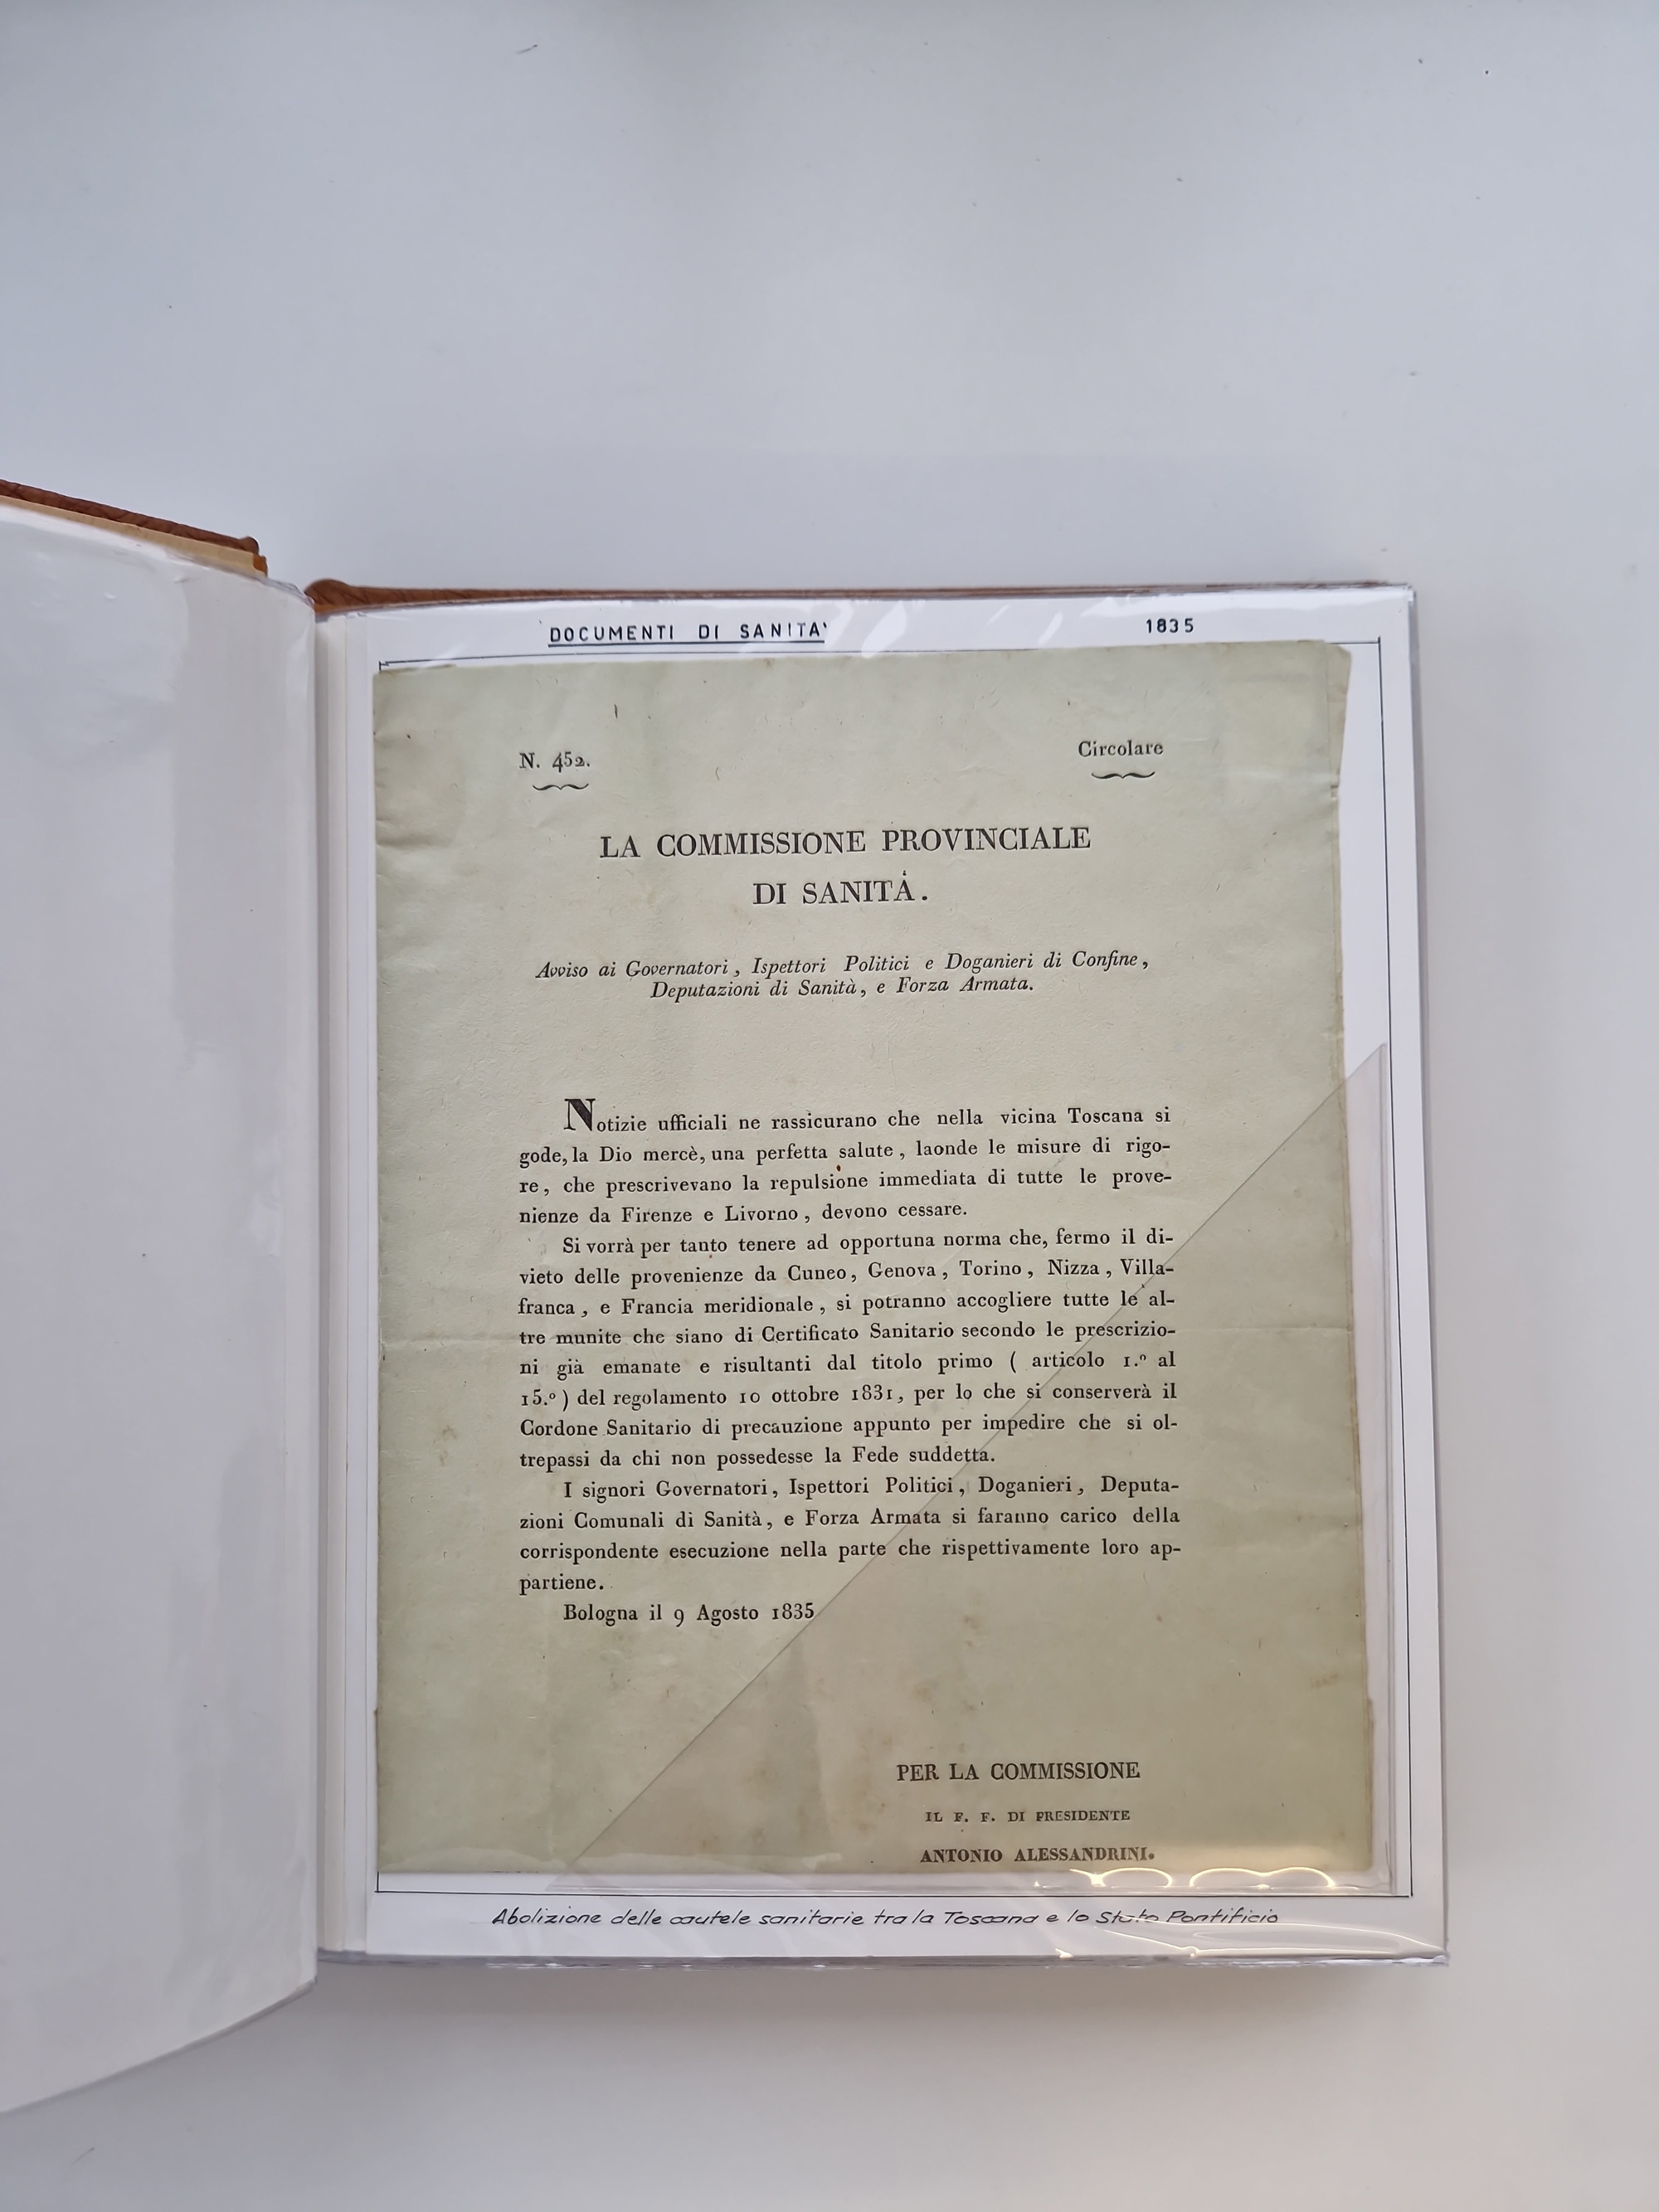 DOCUMENTI DI SANITA'
1835
N. 452.
Circolare
LA COMMISSIONE PROVINCIALE
DI SANITÀ.
Avviso ai Governatori, Ispettori Politici e Doganieri di Confine,
Deputazioni di Sanità, e Forza Armata.
Notizie ufficiali ne rassicurano che nella vicina Toscana si
gode, la Dio mercè, una perfetta salute, laonde le misure di rigo-
re, che prescrivevano la repulsione immediata di tutte le prove-
nienze da Firenze e Livorno, devono cessare.
Si vorrà per tanto tenere ad opportuna norma che, fermo il di-
vieto delle provenienze da Cuneo, Genova, Torino, Nizza, Villa-
franca, e Francia meridionale, si potranno accogliere tutte le al-
tre munite che siano di Certificato Sanitario secondo le prescrizio-
ni già emanate e risultanti dal titolo primo ( articolo 1.º al
15.º ) del regolamento 10 ottobre 1831, per lo che si conserverà il
Cordone Sanitario di precauzione appunto per impedire che si ol-
trepassi da chi non possedesse la Fede suddetta.
I signori Governatori, Ispettori Politici, Doganieri, Deputa-
zioni Comunali di Sanità, e Forza Armata si faranno carico della
corrispondente esecuzione nella parte che rispettivamente loro ap-
partiene.
Bologna il 9 Agosto 1835
PER LA COMMISSIONE
IL F. F. DI PRESIDENTE
ANTONIO ALESSANDRINI.
Abolizione delle cautele sanitarie tra la Toscana e lo Stato Pontificio